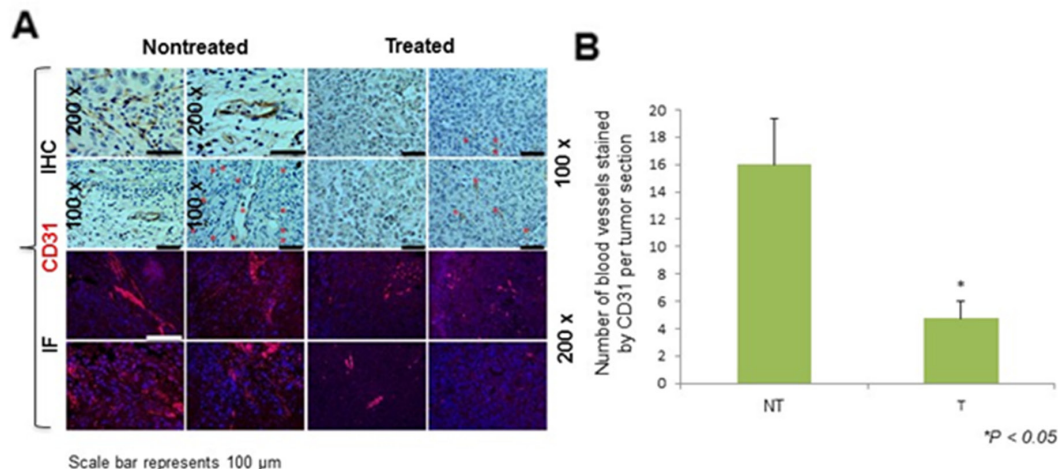 A
Nontreated
Treated
IHC
CD31
IF
200 x
200 x
100 x
100 x
100 x
200 x
Scale bar represents 100 μm
B
Number of blood vessels stained
by CD31 per tumor section
20
18
16
14
12
10
8
6
4
2
0
*
NT
T
*P < 0.05